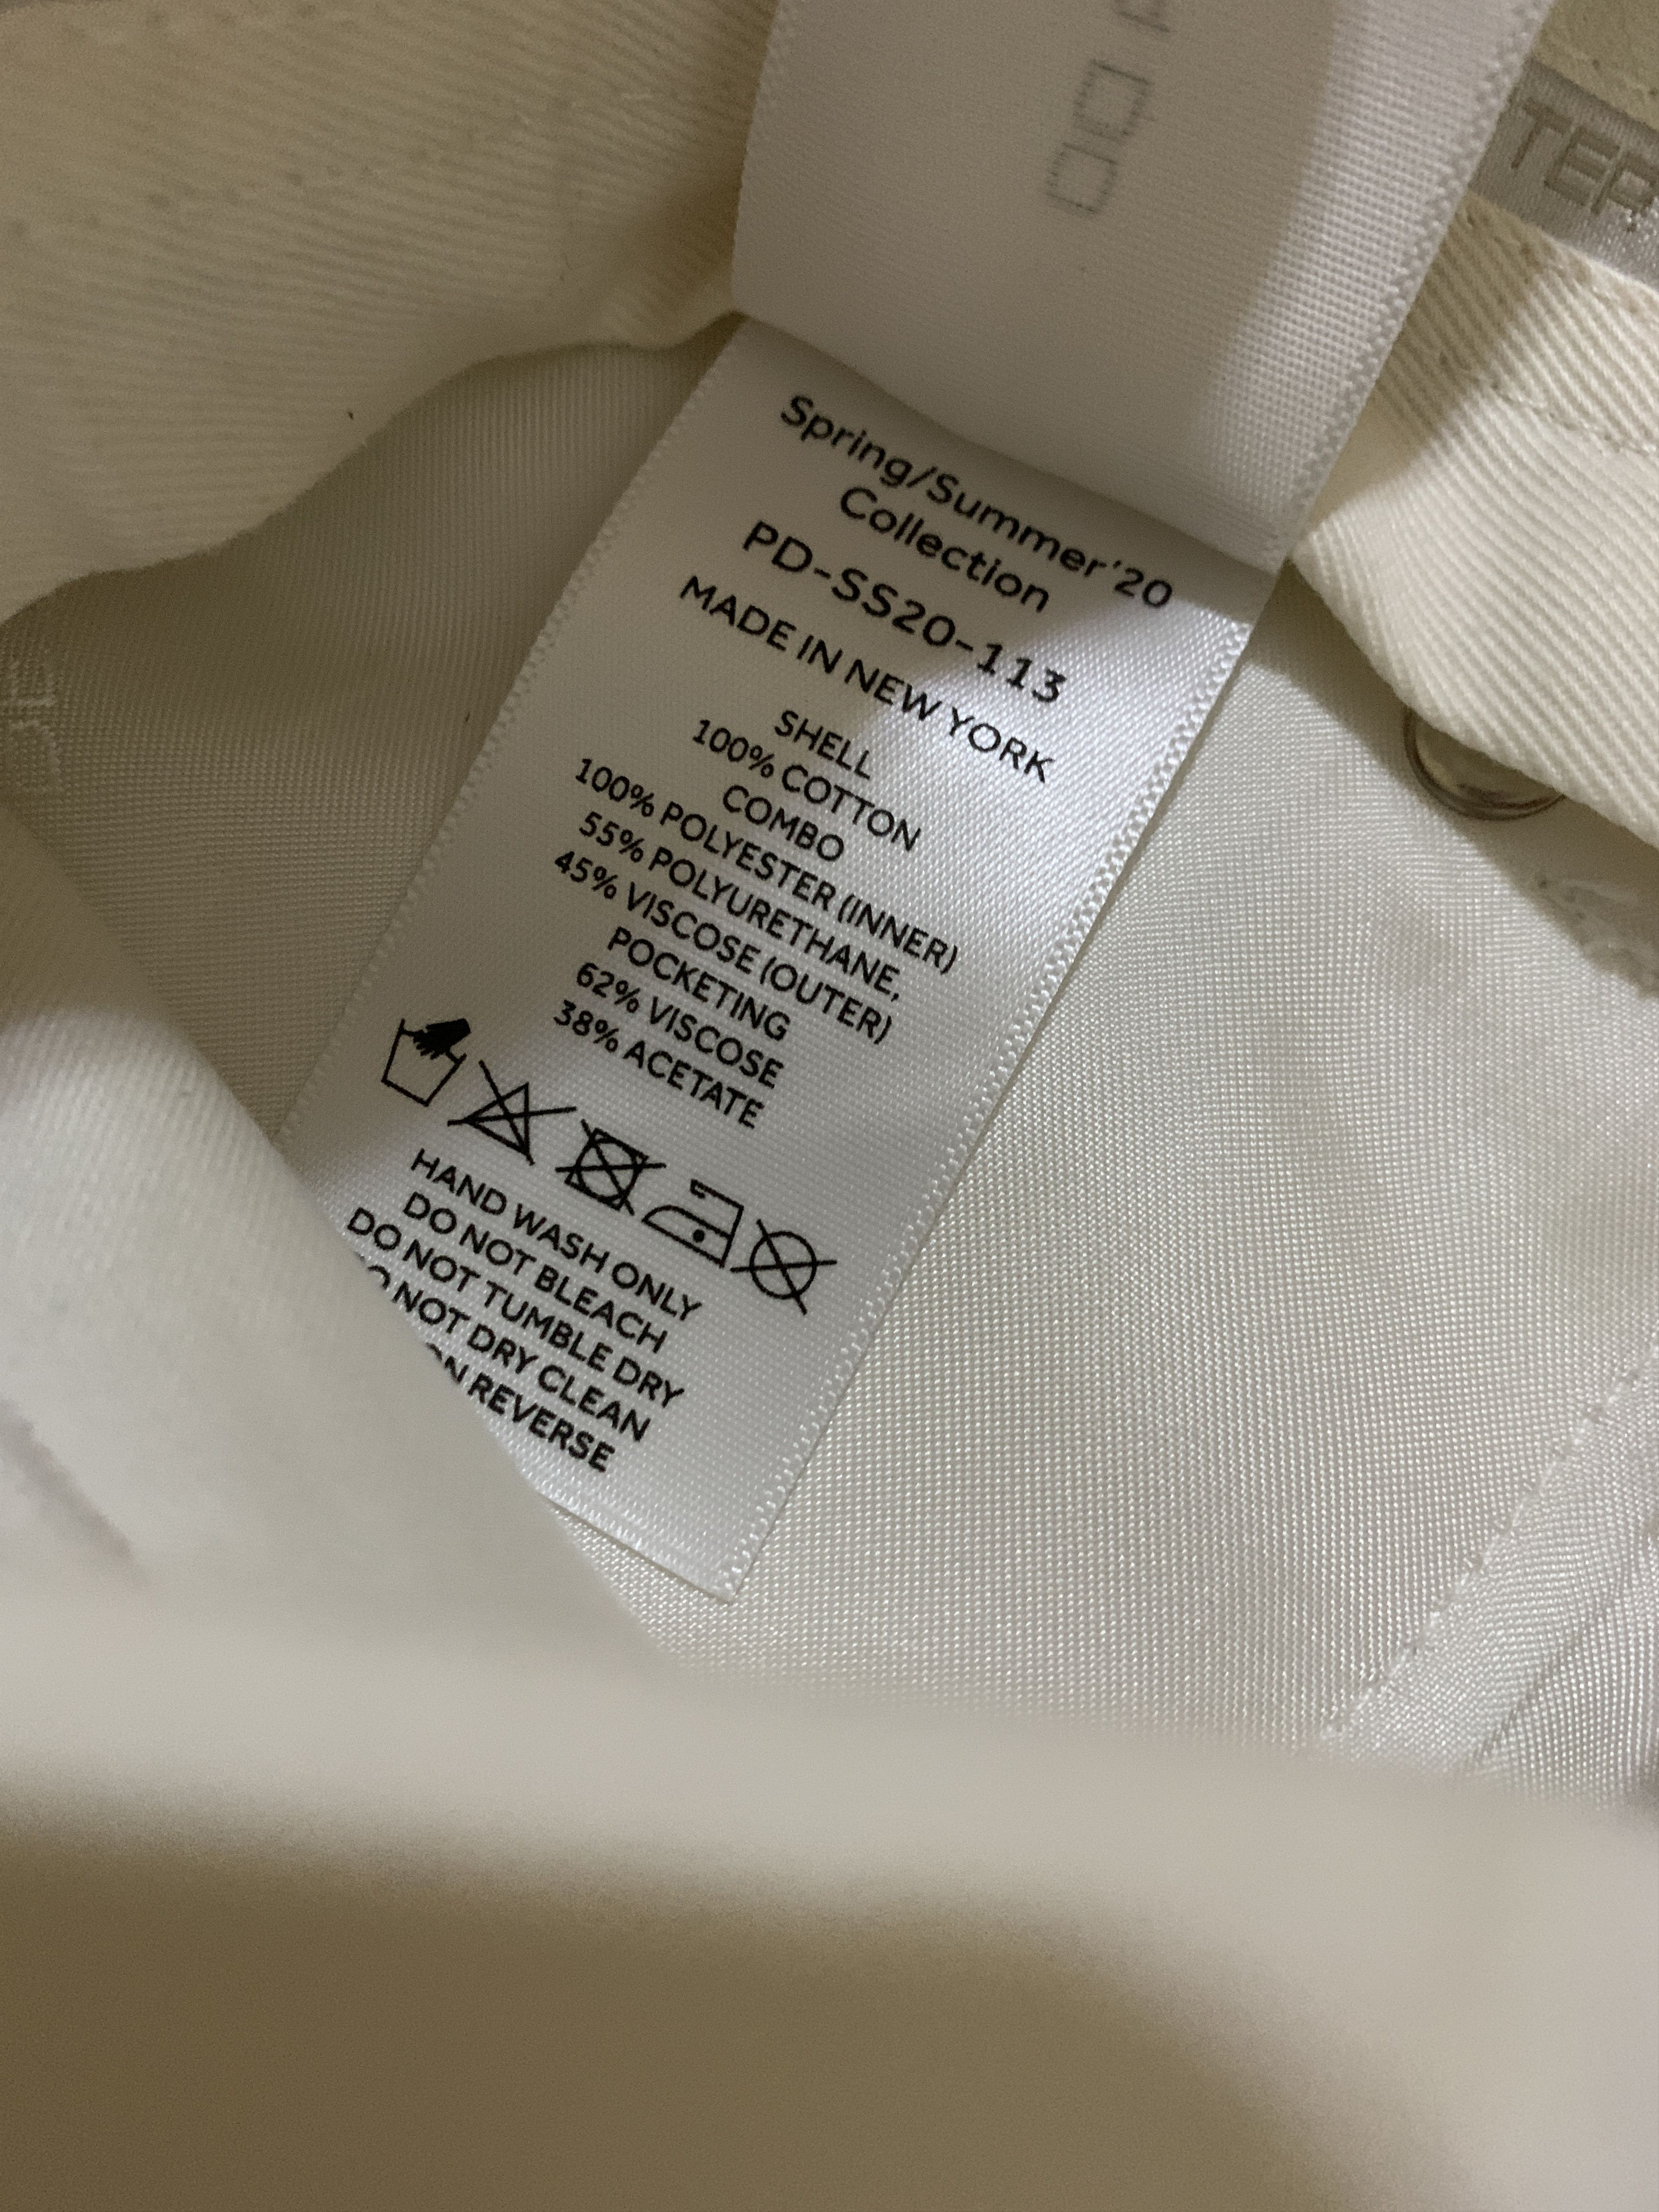 Spring/Summer'20
Collection
PD-SS20-113
MADE IN NEW YORK
SHELL
100% COTTON
COMBO
100% POLYESTER (INNER)
55% POLYURETHANE,
45% VISCOSE (OUTER)
POCKETING
62% VISCOSE
38% ACETATE
HAND WASH ONLY
DO NOT BLEACH
DO NOT TUMBLE DRY
DO NOT DRY CLEAN
REVERSE